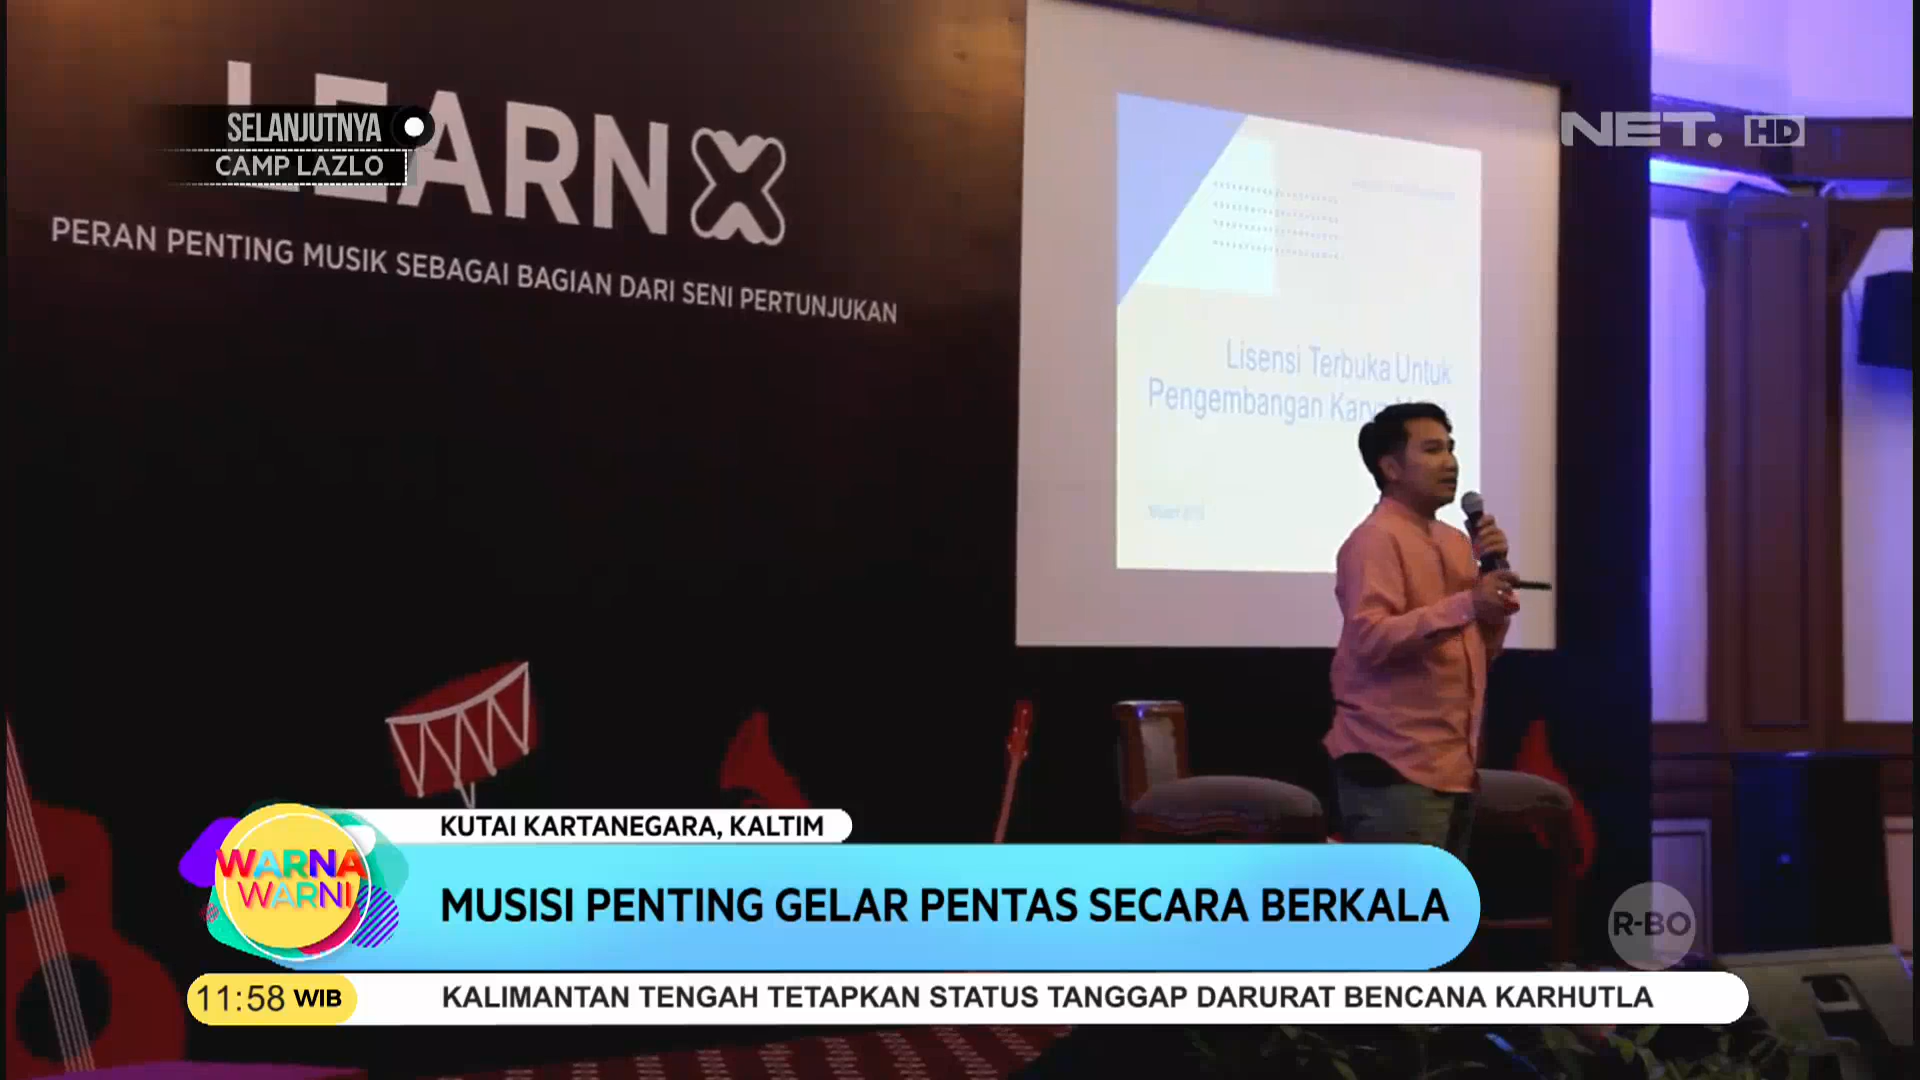 LEARN X
SELANJUTNYA
CAMP LAZLO
PERAN PENTING MUSIK SEBAGAI BAGIAN DARI SENI PERTUNJUKAN
NET. HD
Lisensi Terbuka Untuk
Pengembangan
KUTAI KARTANEGARA, KALTIM
WARNA
WARNI
MUSISI PENTING GELAR PENTAS SECARA BERKALA
R-BO
11:58 WIB
KALIMANTAN TENGAH TETAPKAN STATUS TANGGAP DARURAT BENCANA KARHUTLA